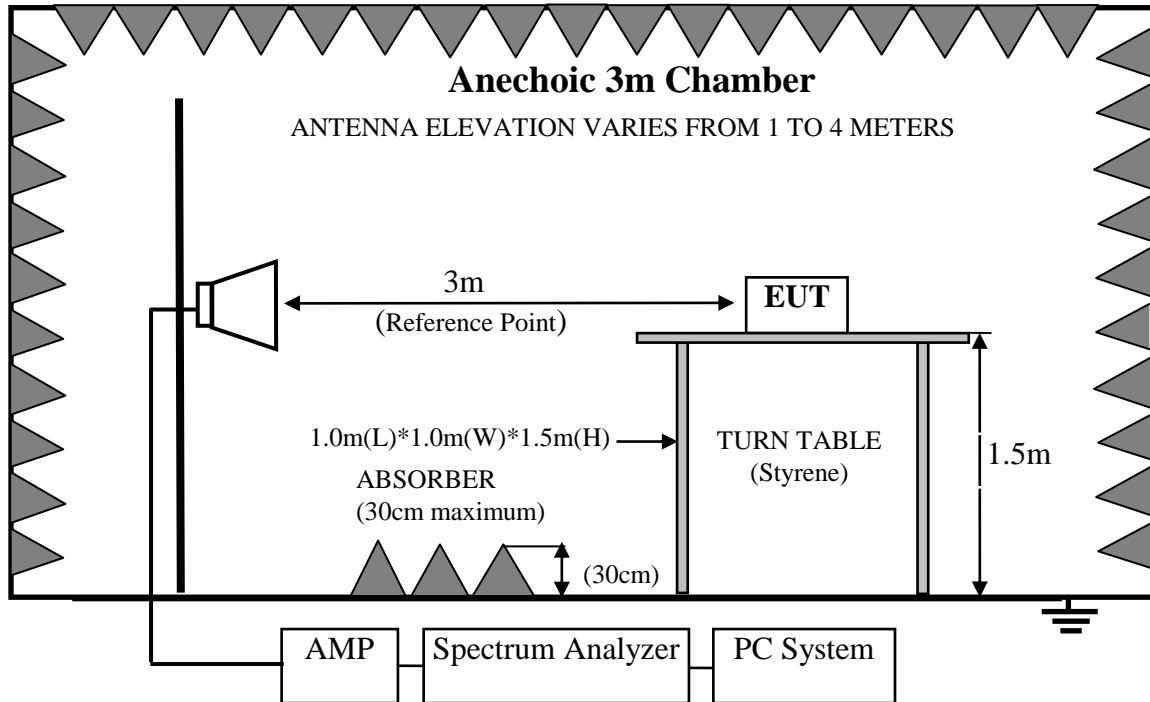 Anechoic 3m Chamber
ANTENNA ELEVATION VARIES FROM 1 TO 4 METERS
3m
(Reference Point)
EUT
1.0m(L)*1.0m(W)*1.5m(H)
TURN TABLE
(Styrene)
1.5m
ABSORBER
(30cm maximum)
(30cm)
AMP
Spectrum Analyzer
PC System